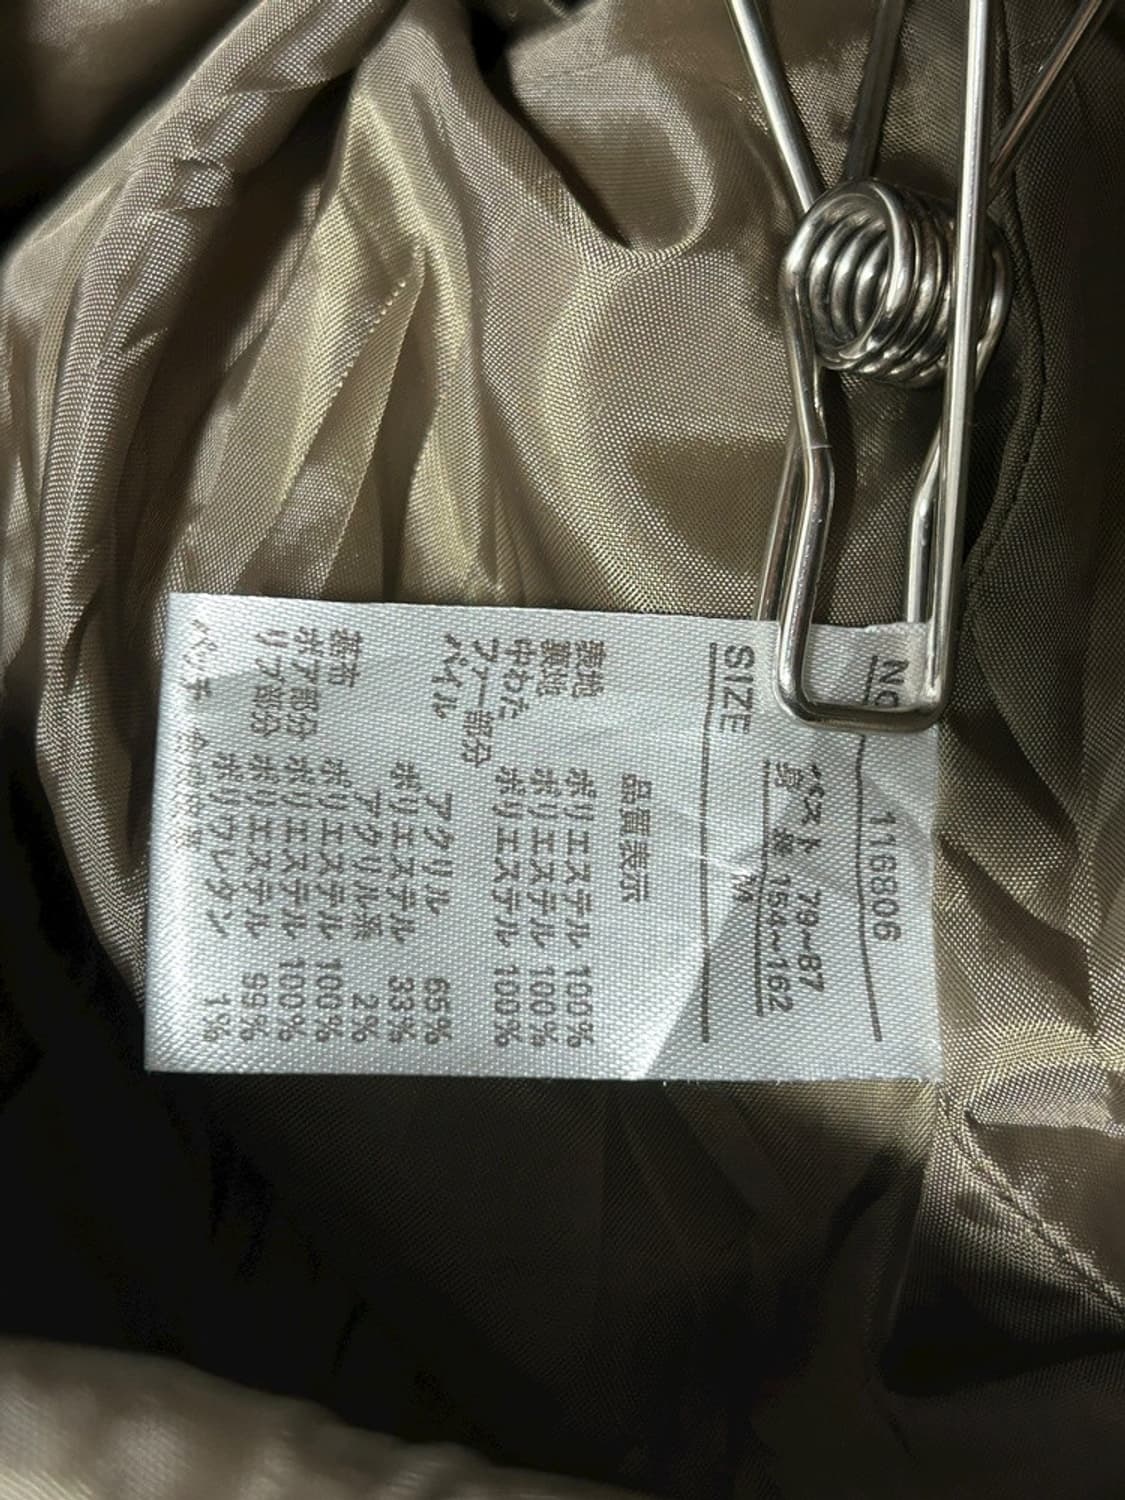 NO 116806
バスト 79~87
身長 154~162
SIZE M
品質表示
表地 ポリエステル 100%
裏地 ポリエステル 100%
中わた ポリエステル 100%
ファー部分
パイル アクリル 65%
ポリエステル 33%
アクリル系 2%
基布 ポリエステル 100%
ボア部分 ポリエステル 100%
リブ部分 ポリエステル 99%
ポリウレタン 1%
パッチ